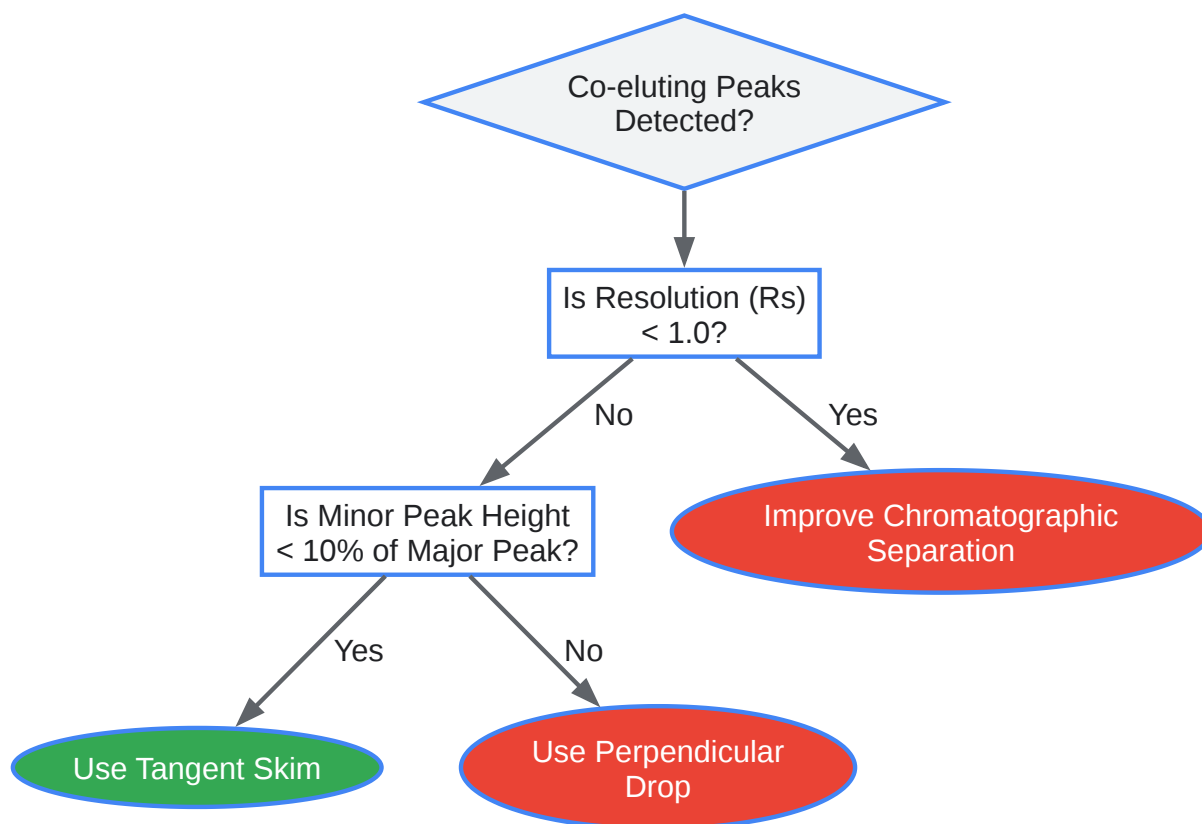 Co-eluting Peaks
Detected?
Is Resolution (Rs)
< 1.0?
No
Yes
Is Minor Peak Height
< 10% of Major Peak?
Improve Chromatographic
Separation
Yes
No
Use Tangent Skim
Use Perpendicular
Drop